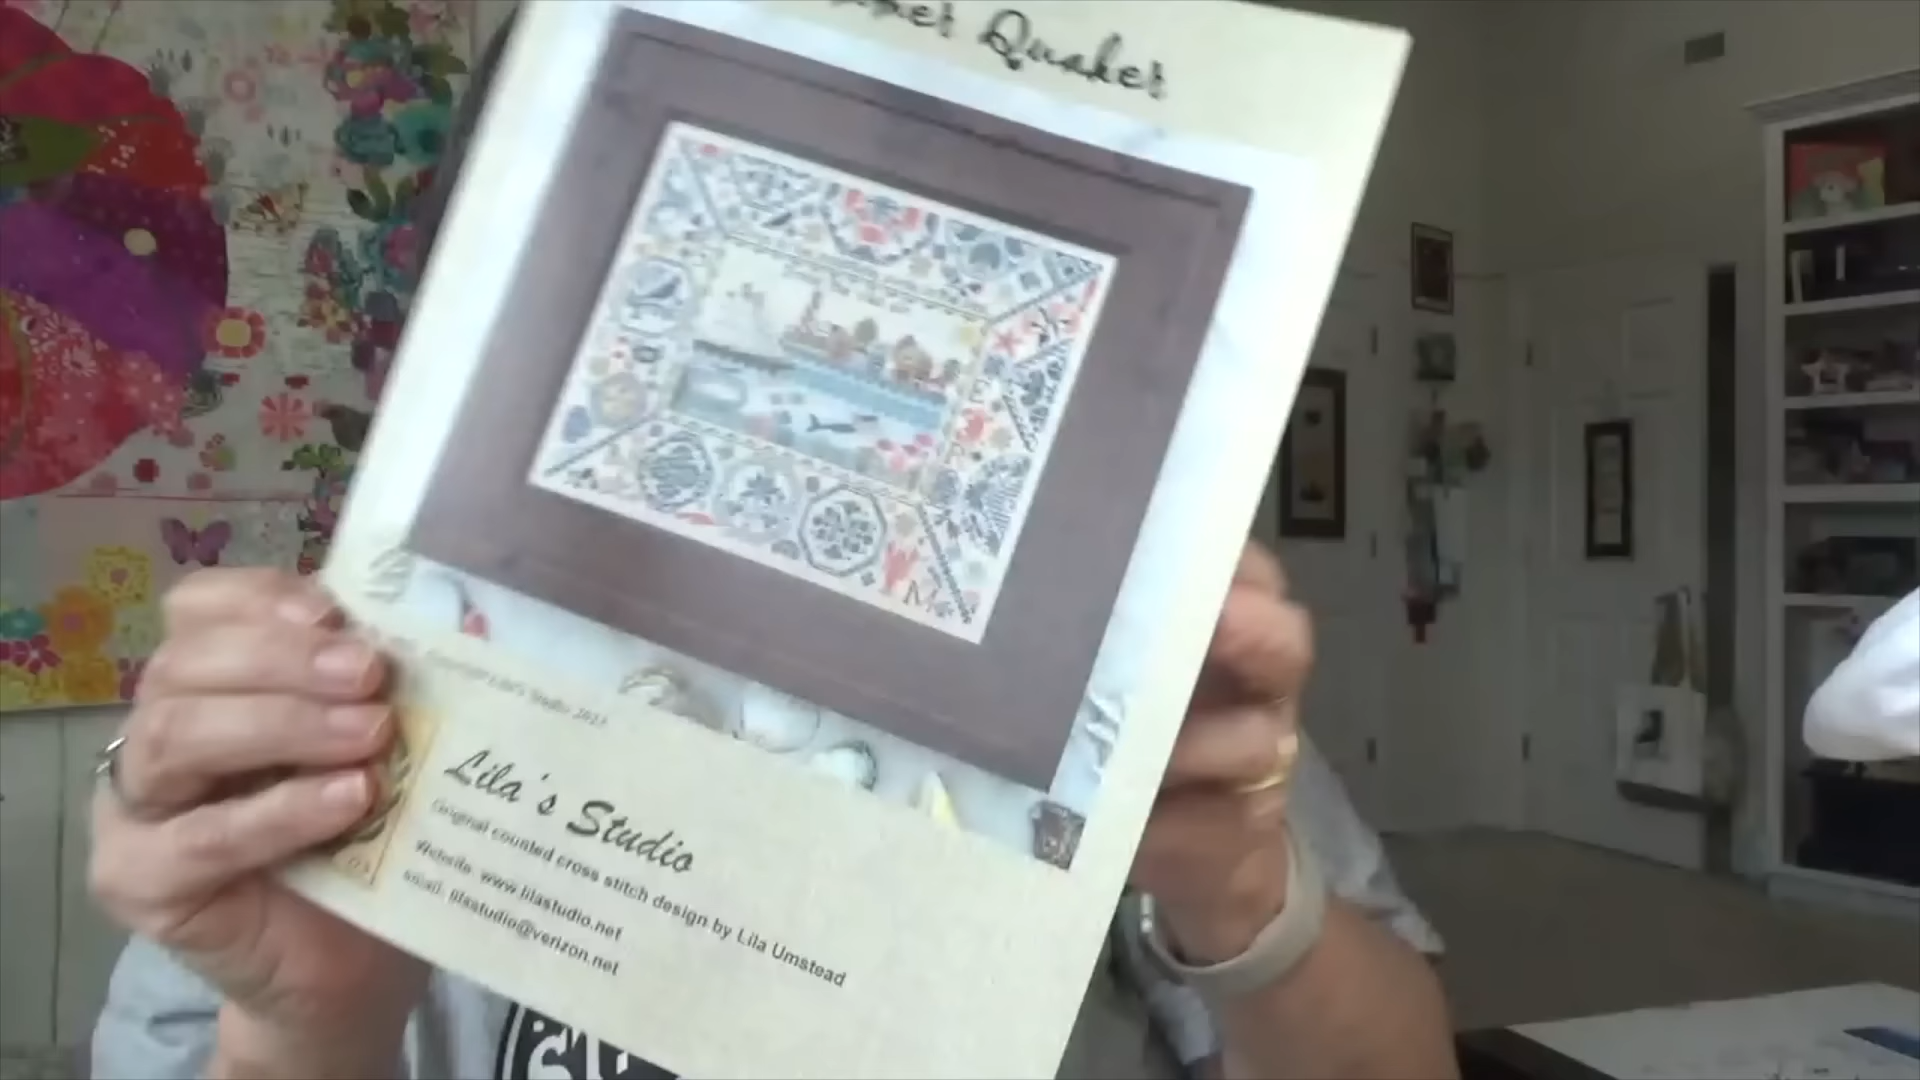 Quaker
Lila's Studio
Original counted cross stitch design by Lila Umstead
Website: www.lilastudio.net
email: lilastudio@verizon.net
M